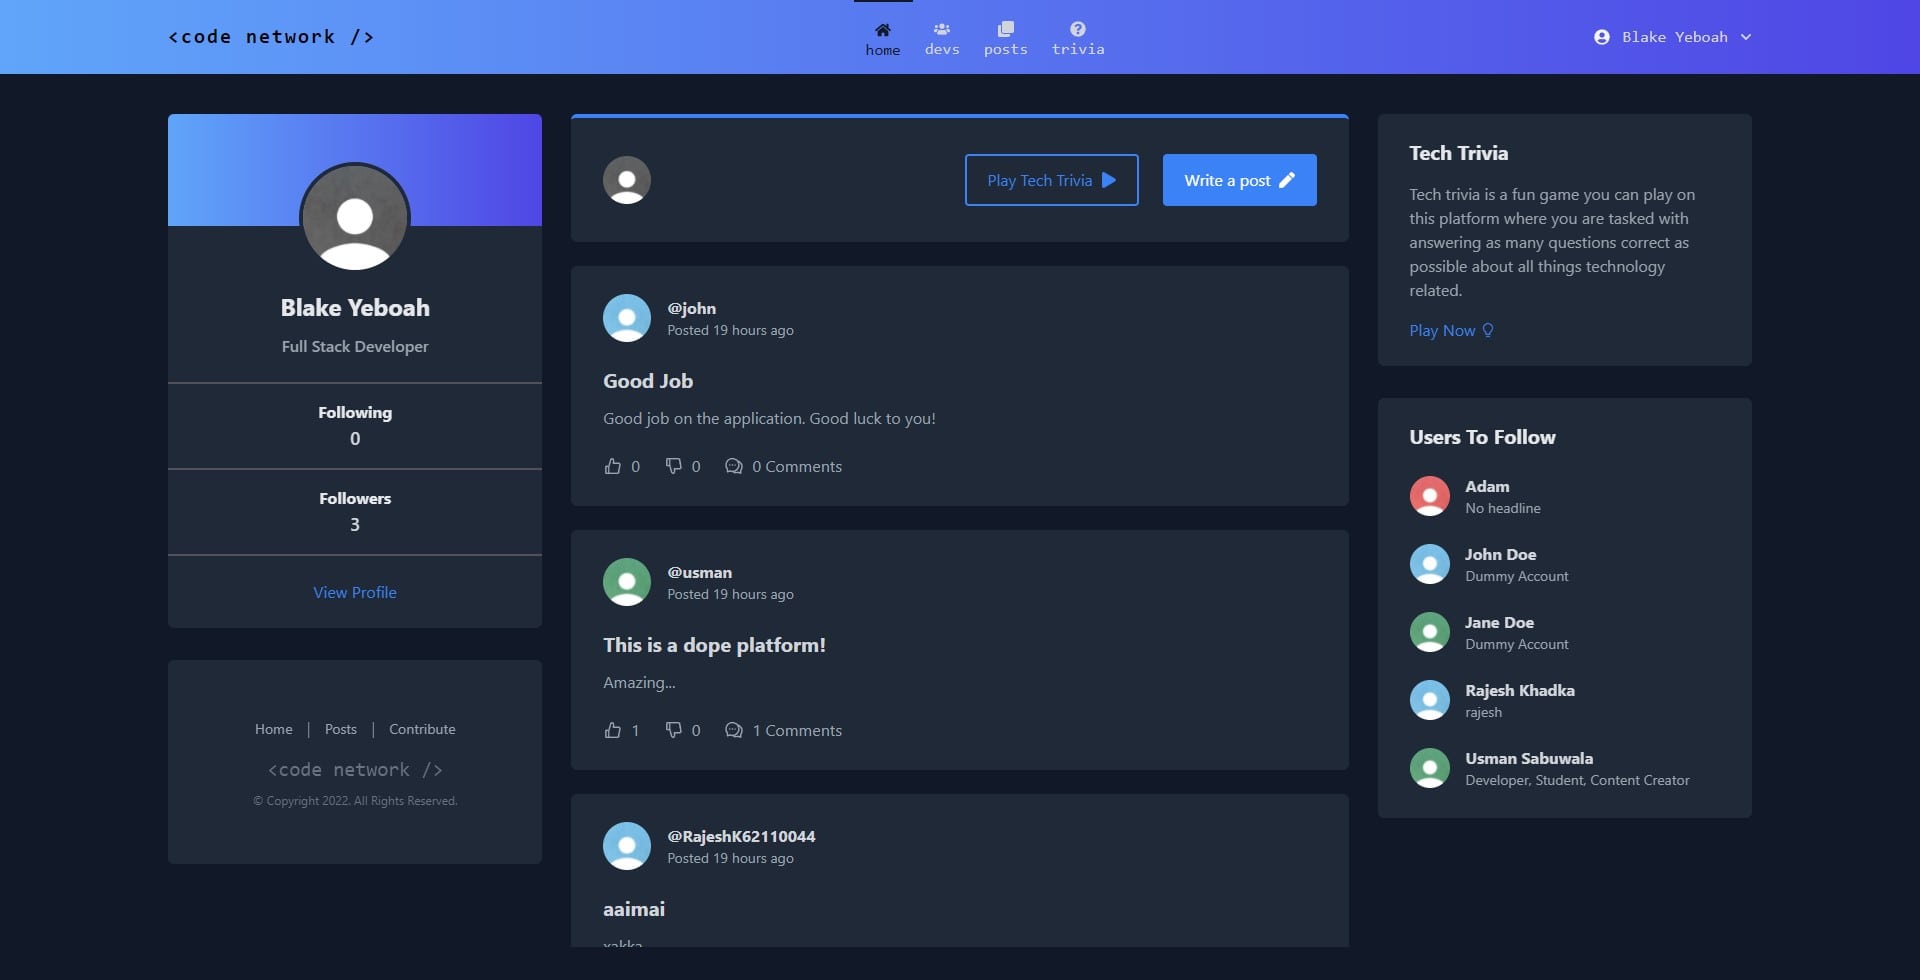 <code network />
home
devs
posts
trivia
Blake Yeboah
Blake Yeboah
Full Stack Developer
Following
0
Followers
3
View Profile
Home | Posts | Contribute
<code network />
© Copyright 2022. All Rights Reserved.
Play Tech Trivia
Write a post
@john
Posted 19 hours ago
Good Job
Good job on the application. Good luck to you!
0 0 0 Comments
@usman
Posted 19 hours ago
This is a dope platform!
Amazing...
1 0 1 Comments
@RajeshK62110044
Posted 19 hours ago
aaimai
Tech Trivia
Tech trivia is a fun game you can play on
this platform where you are tasked with
answering as many questions correct as
possible about all things technology
related.
Play Now
Users To Follow
Adam
No headline
John Doe
Dummy Account
Jane Doe
Dummy Account
Rajesh Khadka
rajesh
Usman Sabuwala
Developer, Student, Content Creator